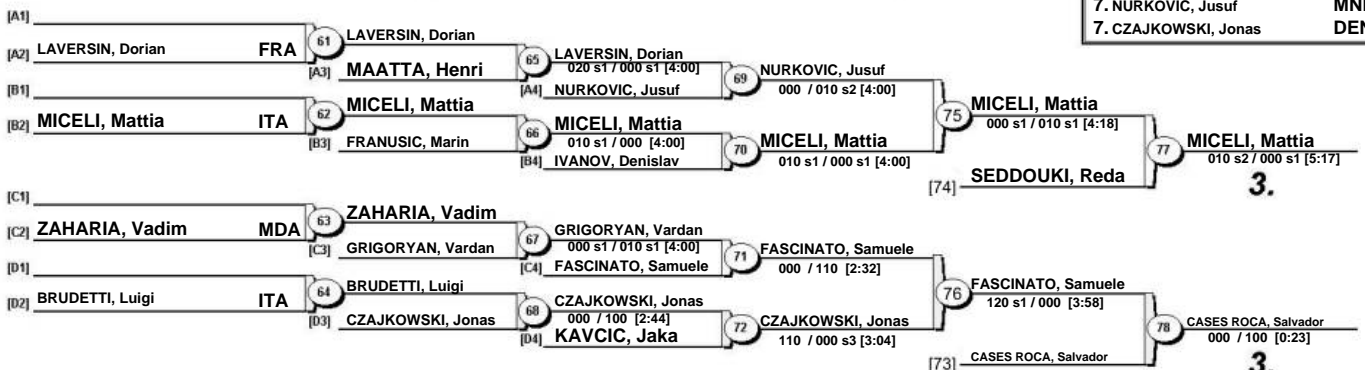 7. NURKOVIC, Jusuf
7. CZAJKOWSKI, Jonas
[A1]
[A2] LAVERSIN, Dorian FRA
61 LAVERSIN, Dorian
[A3] MAATTA, Henri
65 LAVERSIN, Dorian
020 s1 / 000 s1 [4:00]
[A4] NURKOVIC, Jusuf
69 NURKOVIC, Jusuf
000 / 010 s2 [4:00]
[B1]
[B2] MICELI, Mattia ITA
62 MICELI, Mattia
[B3] FRANUSIC, Marin
66 MICELI, Mattia
010 s1 / 000 [4:00]
[B4] IVANOV, Denislav
70 MICELI, Mattia
010 s1 / 000 s1 [4:00]
75 MICELI, Mattia
000 s1 / 010 s1 [4:18]
[74] SEDDOUKI, Reda
77 MICELI, Mattia
010 s2 / 000 s1 [5:17]
3.
[C1]
[C2] ZAHARIA, Vadim MDA
63 ZAHARIA, Vadim
[C3] GRIGORYAN, Vardan
67 GRIGORYAN, Vardan
000 s1 / 010 s1 [4:00]
[C4] FASCINATO, Samuele
71 FASCINATO, Samuele
000 / 110 [2:32]
[D1]
[D2] BRUDETTI, Luigi ITA
64 BRUDETTI, Luigi
[D3] CZAJKOWSKI, Jonas
68 CZAJKOWSKI, Jonas
000 / 100 [2:44]
[D4] KAVCIC, Jaka
72 CZAJKOWSKI, Jonas
110 / 000 s3 [3:04]
76 FASCINATO, Samuele
120 s1 / 000 [3:58]
[73] CASES ROCA, Salvador
78 CASES ROCA, Salvador
000 / 100 [0:23]
3.